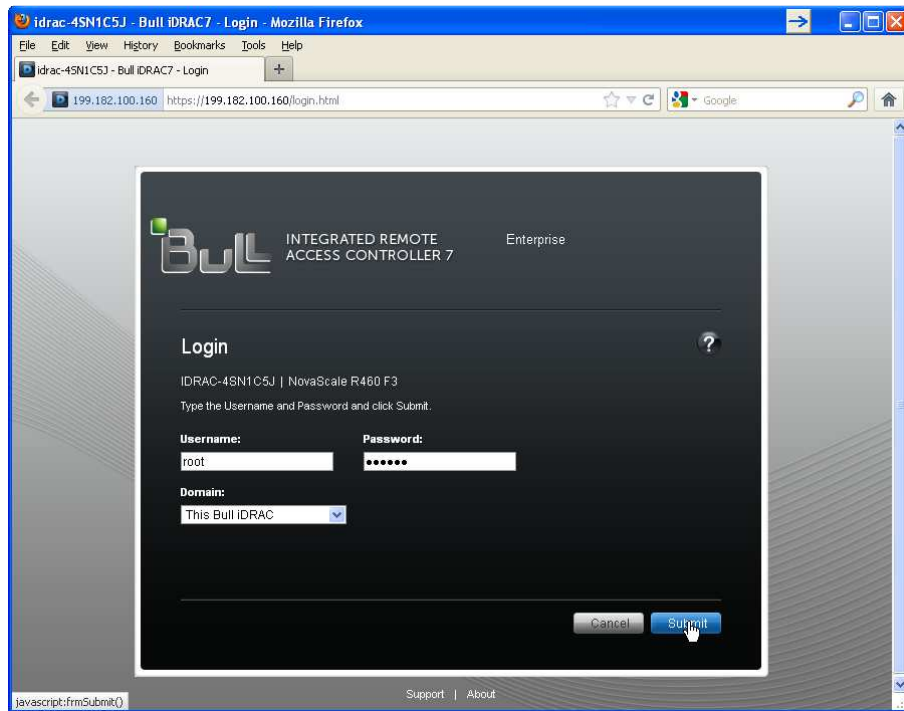 idrac-4SN1C5J - Bull iDRAC7 - Login - Mozilla Firefox
File Edit View History Bookmarks Tools Help
idrac-4SN1C5J - Bull iDRAC7 - Login
199.182.100.160 https://199.182.100.160/login.html Google
Bull INTEGRATED REMOTE ACCESS CONTROLLER 7 Enterprise
Login
IDRAC-4SN1C5J | NovaScale R460 F3
Type the Username and Password and click Submit.
Username: Password:
root ••••••
Domain:
This Bull iDRAC
Cancel Submit
Support | About
javascript:frmSubmit()